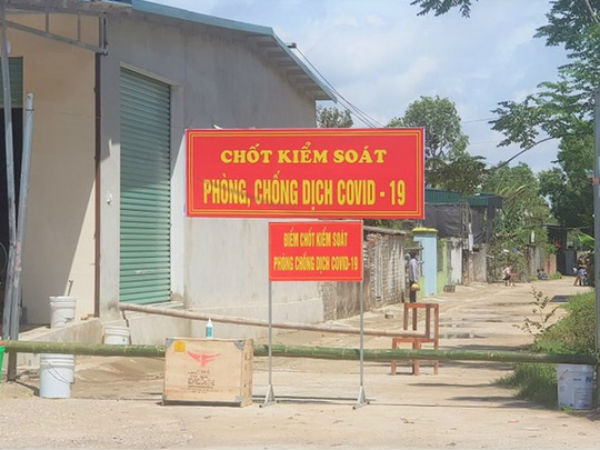 CHỐT KIỂM SOÁT
PHÒNG, CHỐNG DỊCH COVID - 19
ĐIỂM CHỐT KIỂM SOÁT
PHÒNG CHỐNG DỊCH COVID-19